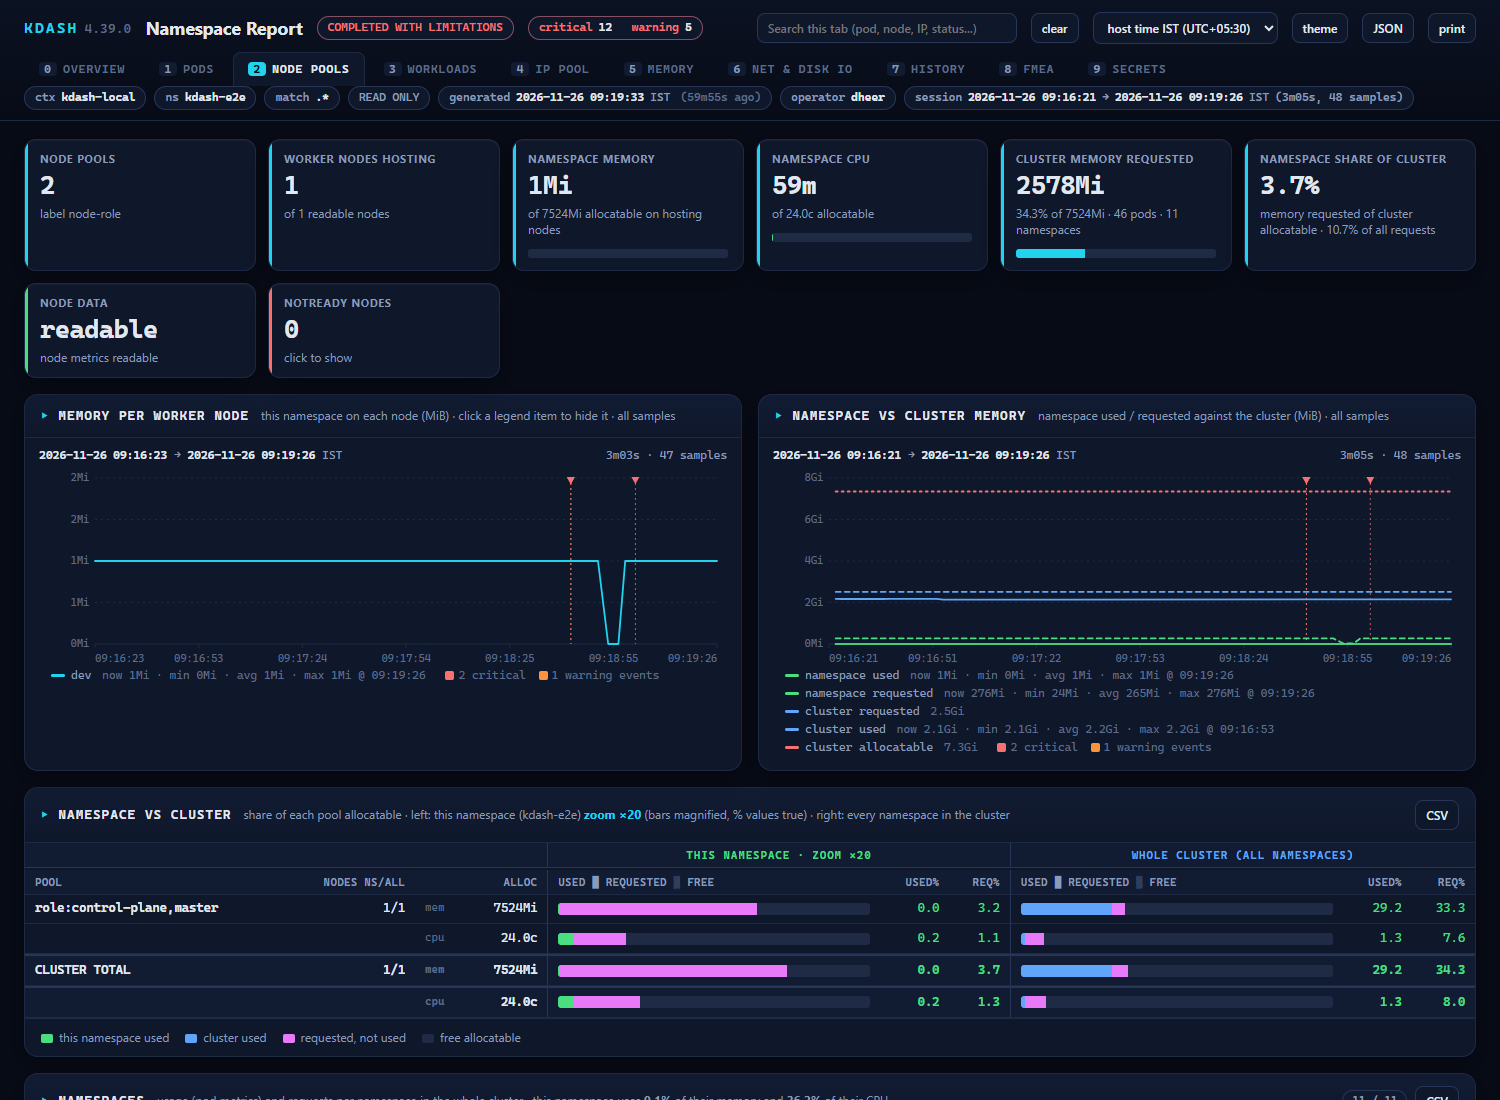 KDASH 4.39.0 Namespace Report COMPLETED WITH LIMITATIONS critical 12 warning 5 Search this tab (pod, node, IP, status...) clear host time IST (UTC+05:30) theme JSON print
0 OVERVIEW 1 PODS 2 NODE POOLS 3 WORKLOADS 4 IP POOL 5 MEMORY 6 NET & DISK IO 7 HISTORY 8 FMEA 9 SECRETS
ctx kdash-local ns kdash-e2e match .* READ ONLY generated 2026-11-26 09:19:33 IST (59m55s ago) operator dheer session 2026-11-26 09:16:21 → 2026-11-26 09:19:26 IST (3m05s, 48 samples)
NODE POOLS
2
label node-role
WORKER NODES HOSTING
1
of 1 readable nodes
NAMESPACE MEMORY
1Mi
of 7524Mi allocatable on hosting
nodes
NAMESPACE CPU
59m
of 24.0c allocatable
CLUSTER MEMORY REQUESTED
2578Mi
34.3% of 7524Mi · 46 pods · 11
namespaces
NAMESPACE SHARE OF CLUSTER
3.7%
memory requested of cluster
allocatable · 10.7% of all requests
NODE DATA
readable
node metrics readable
NOTREADY NODES
0
click to show
MEMORY PER WORKER NODE this namespace on each node (MiB) · click a legend item to hide it · all samples
2026-11-26 09:16:23 → 2026-11-26 09:19:26 IST 3m03s · 47 samples
2Mi
2Mi
1Mi
1Mi
0Mi
09:16:23 09:16:53 09:17:24 09:17:54 09:18:25 09:18:55 09:19:26
dev now 1Mi · min 0Mi · avg 1Mi · max 1Mi @ 09:19:26 2 critical 1 warning events
NAMESPACE VS CLUSTER MEMORY namespace used / requested against the cluster (MiB) · all samples
2026-11-26 09:16:21 → 2026-11-26 09:19:26 IST 3m05s · 48 samples
8Gi
6Gi
4Gi
2Gi
0Mi
09:16:21 09:16:51 09:17:22 09:17:53 09:18:24 09:18:55 09:19:26
namespace used now 1Mi · min 0Mi · avg 1Mi · max 1Mi @ 09:19:26
namespace requested now 276Mi · min 24Mi · avg 265Mi · max 276Mi @ 09:19:26
cluster requested 2.5Gi
cluster used now 2.1Gi · min 2.1Gi · avg 2.2Gi · max 2.2Gi @ 09:16:53
cluster allocatable 7.3Gi 2 critical 1 warning events
NAMESPACE VS CLUSTER share of each pool allocatable · left: this namespace (kdash-e2e) zoom ×20 (bars magnified, % values true) · right: every namespace in the cluster CSV
THIS NAMESPACE · ZOOM ×20 WHOLE CLUSTER (ALL NAMESPACES)
POOL NODES NS/ALL ALLOC USED █ REQUESTED █ FREE USED% REQ% USED █ REQUESTED █ FREE USED% REQ%
role:control-plane,master 1/1 mem 7524Mi 0.0 3.2 29.2 33.3
cpu 24.0c 0.2 1.1 1.3 7.6
CLUSTER TOTAL 1/1 mem 7524Mi 0.0 3.7 29.2 34.3
cpu 24.0c 0.2 1.3 1.3 8.0
this namespace used cluster used requested, not used free allocatable